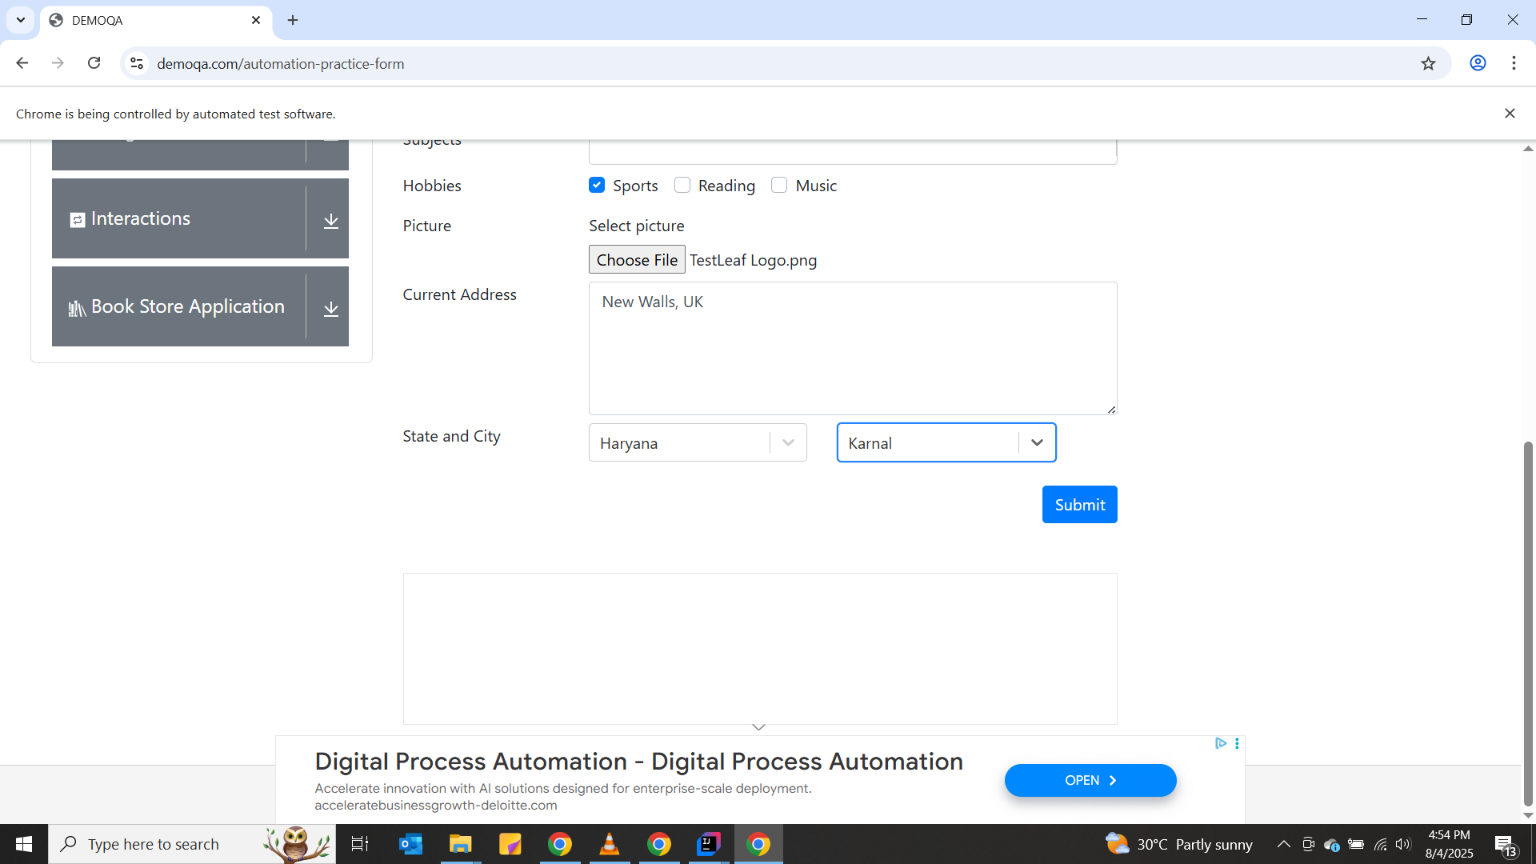 DEMOQA
demoqa.com/automation-practice-form
Chrome is being controlled by automated test software.
Subjects
Hobbies
Sports
Reading
Music
Interactions
Picture
Select picture
Choose File TestLeaf Logo.png
Book Store Application
Current Address
New Walls, UK
State and City
Haryana
Karnal
Submit
Digital Process Automation - Digital Process Automation
Accelerate innovation with AI solutions designed for enterprise-scale deployment.
acceleratebusinessgrowth-deloitte.com
OPEN
Type here to search
30°C Partly sunny
4:54 PM
8/4/2025
13